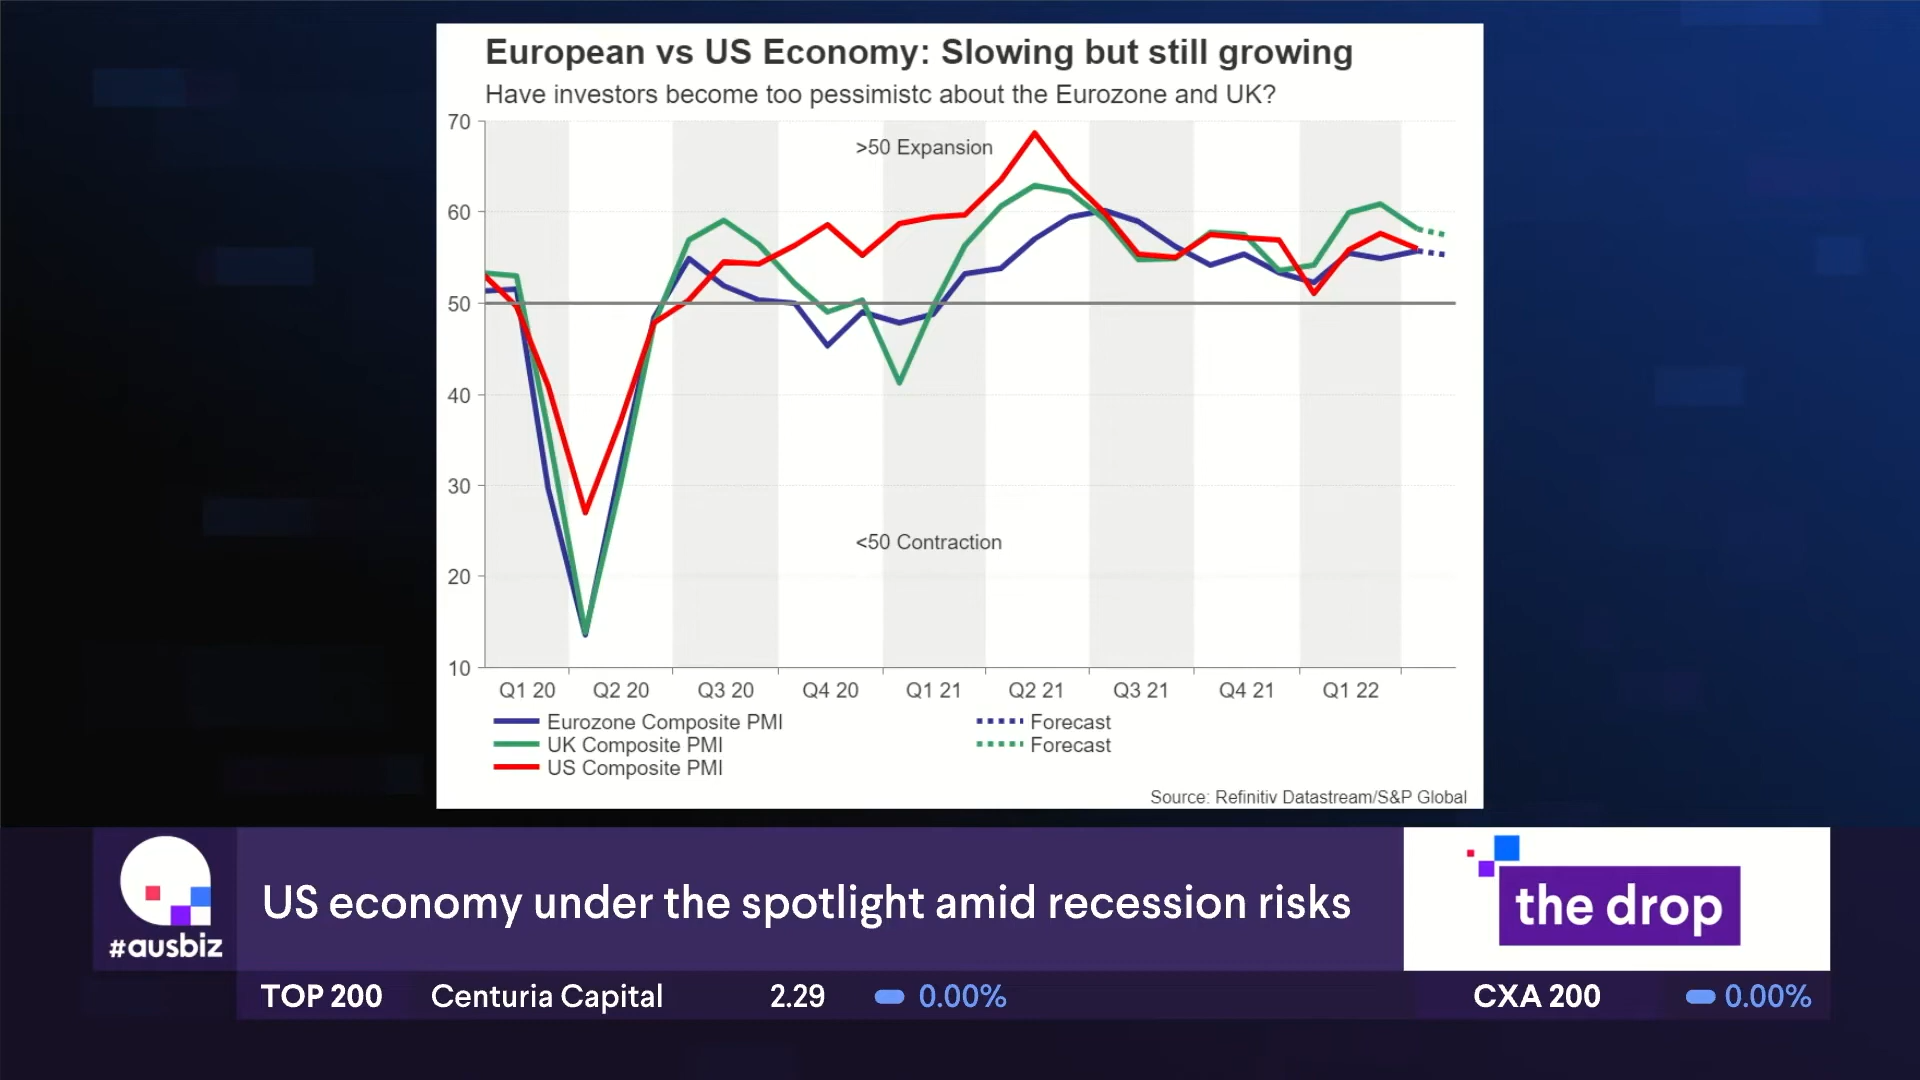 European vs US Economy: Slowing but still growing
Have investors become too pessimistc about the Eurozone and UK?
70
60
50
40
30
20
10
>50 Expansion
<50 Contraction
Q1 20 Q2 20 Q3 20 Q4 20 Q1 21 Q2 21 Q3 21 Q4 21 Q1 22
Eurozone Composite PMI Forecast
UK Composite PMI Forecast
US Composite PMI
Source: Refinitiv Datastream/S&P Global
#ausbiz
US economy under the spotlight amid recession risks
the drop
TOP 200 Centuria Capital 2.29 0.00% CXA 200 0.00%